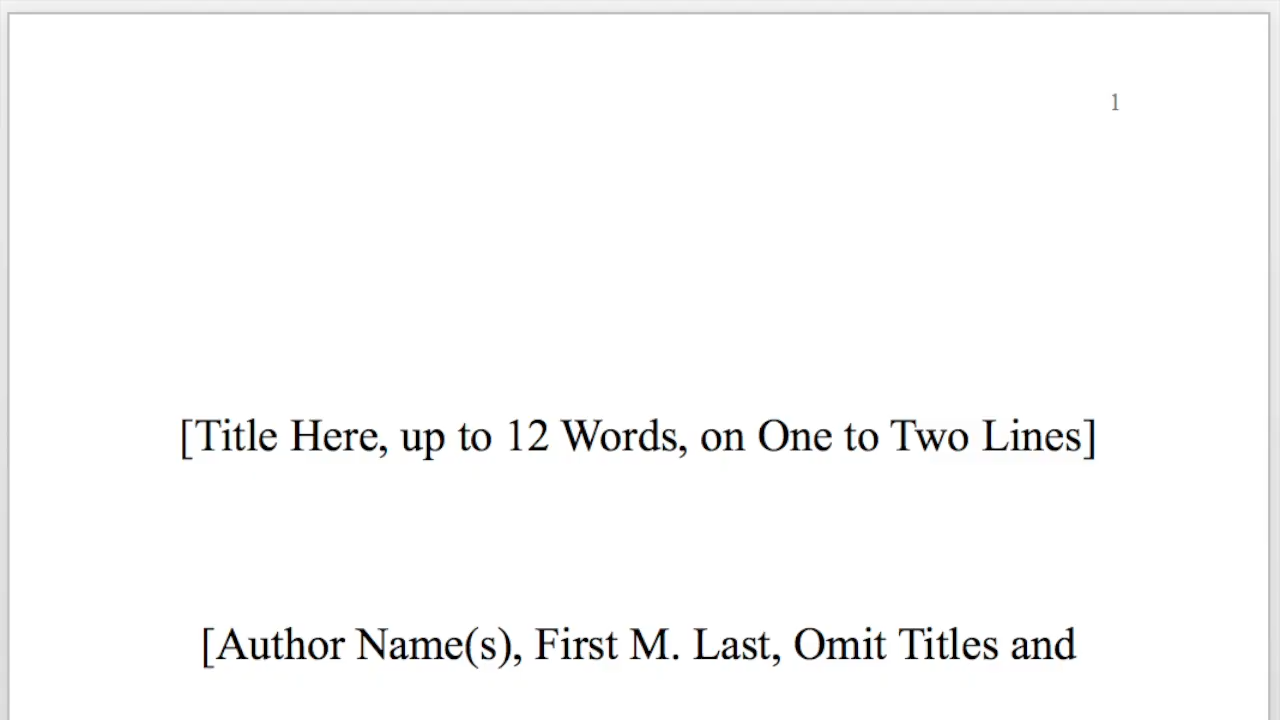 1
[Title Here, up to 12 Words, on One to Two Lines]
[Author Name(s), First M. Last, Omit Titles and